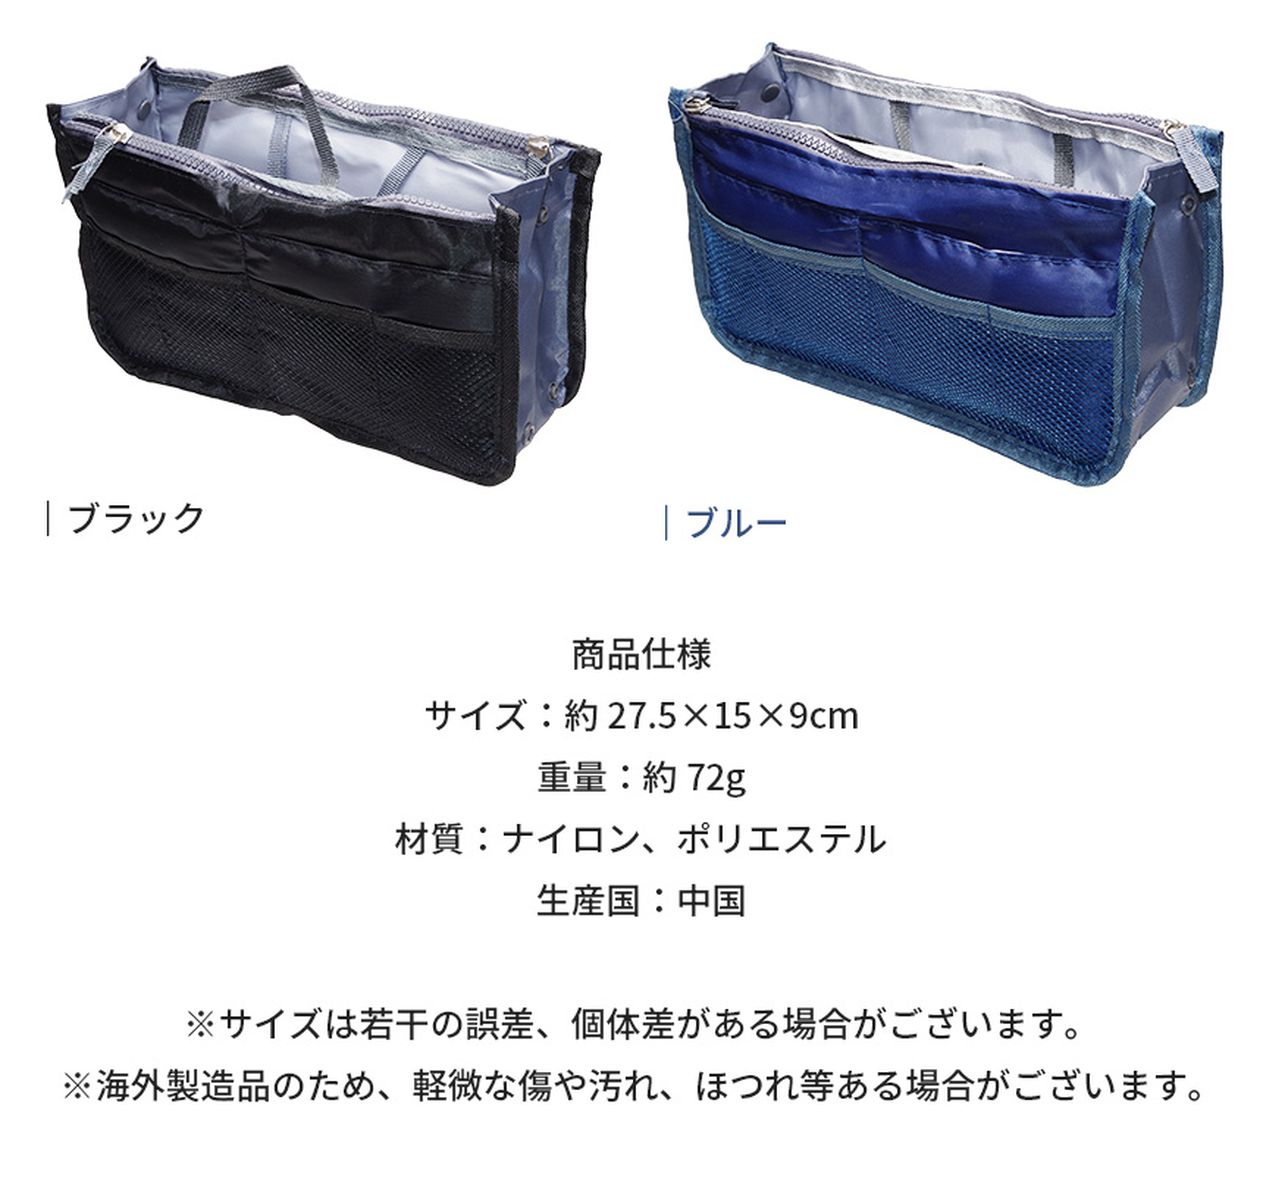 ｜ブラック
｜ブルー
商品仕様
サイズ：約 27.5×15×9cm
重量：約 72g
材質：ナイロン、ポリエステル
生産国：中国
※サイズは若干の誤差、個体差がある場合がございます。
※海外製造品のため、軽微な傷や汚れ、ほつれ等ある場合がございます。